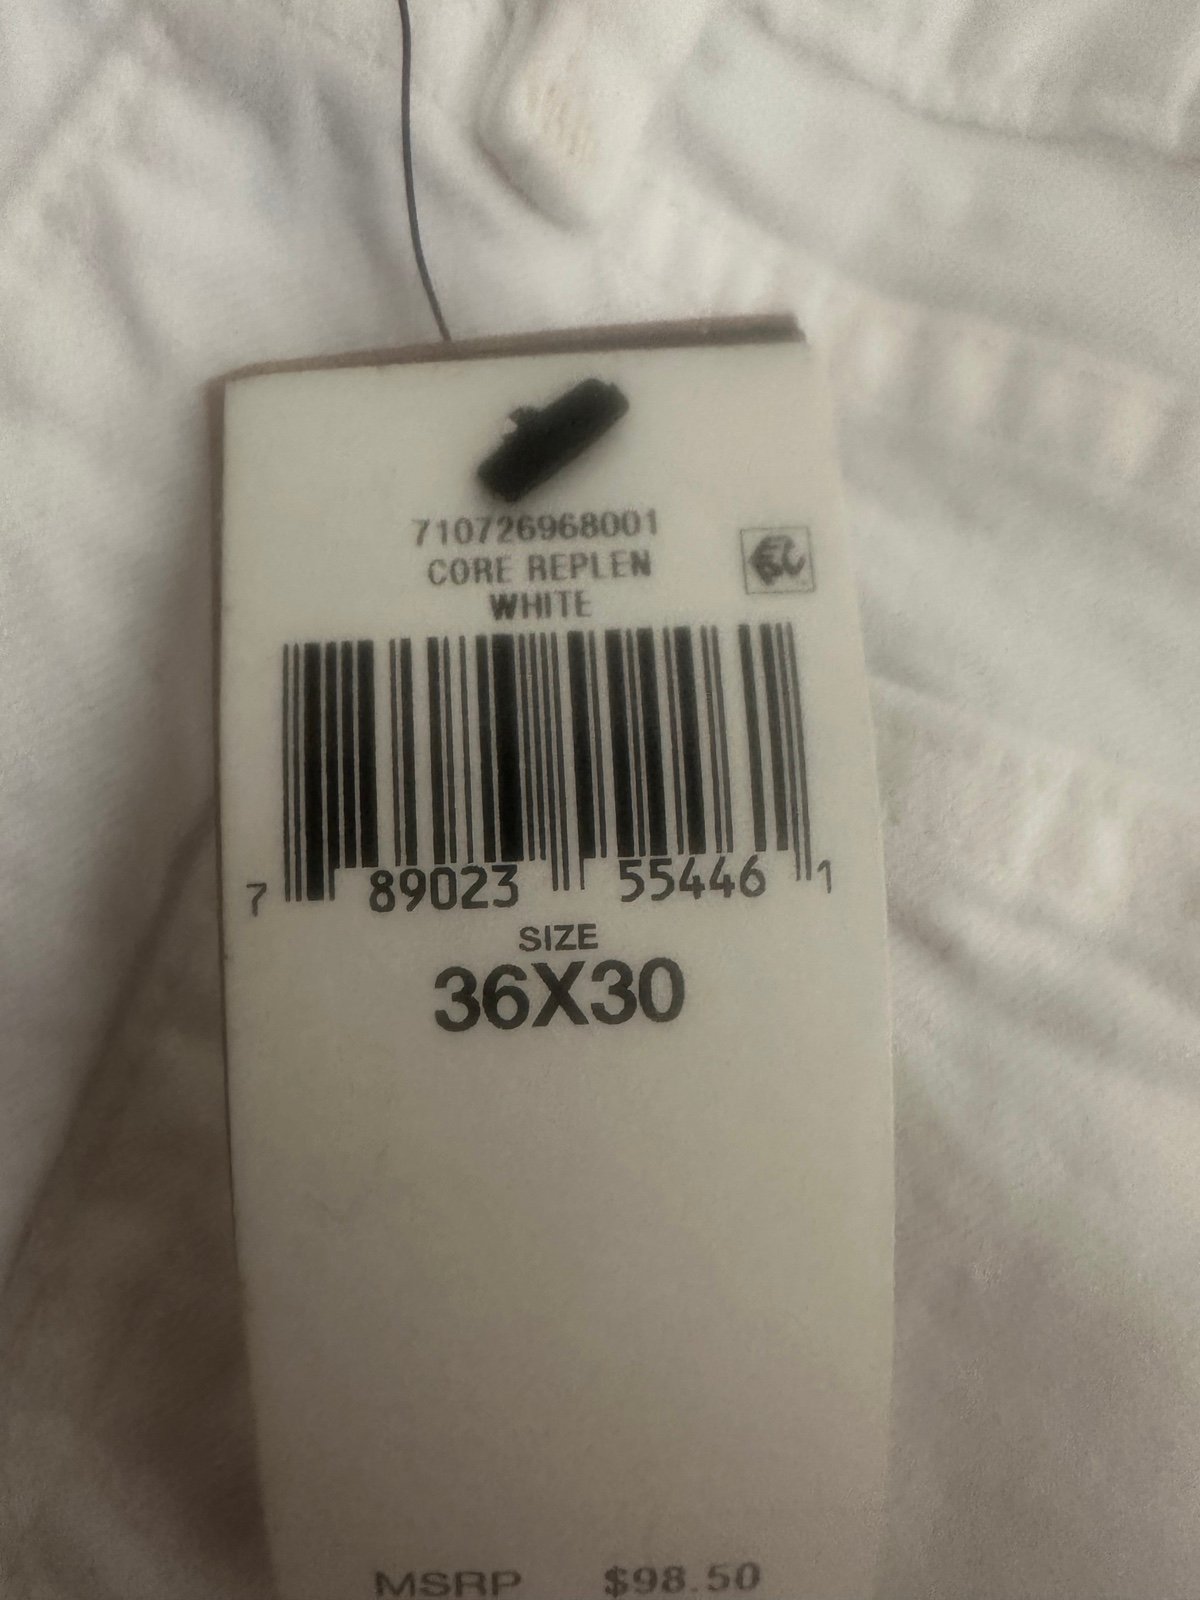 710726968001
CORE REPLEN
WHITE
7 89023 55446 1
SIZE
36X30
MSRP $98.50